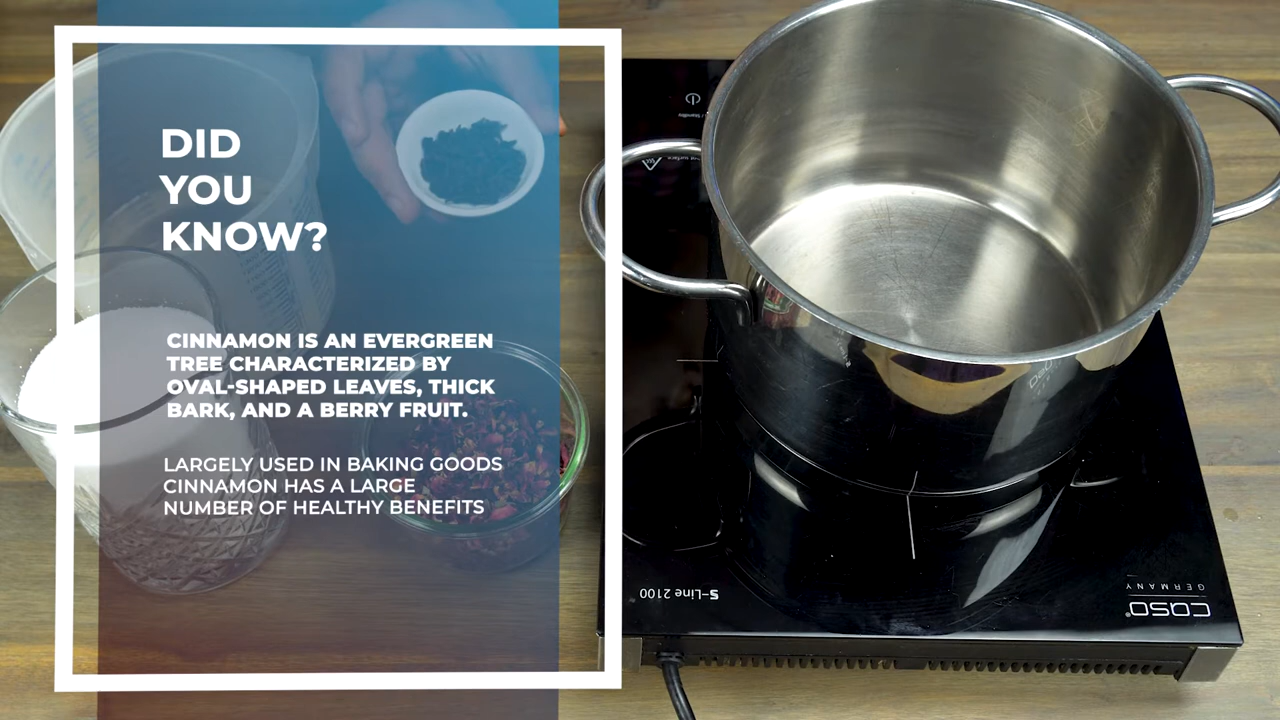 DID
YOU
KNOW?
CINNAMON IS AN EVERGREEN
TREE CHARACTERIZED BY
OVAL-SHAPED LEAVES, THICK
BARK, AND A BERRY FRUIT.
LARGELY USED IN BAKING GOODS
CINNAMON HAS A LARGE
NUMBER OF HEALTHY BENEFITS
S-Line 2100
GERMANY
CASO